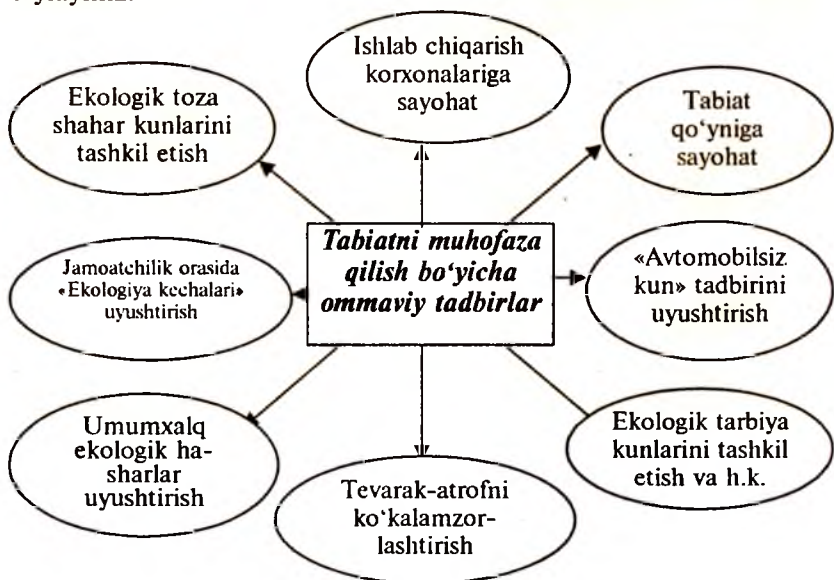 Ishlab chiqarish
korxonalariga
sayohat
Ekologik toza
shahar kunlarini
tashkil etish
Tabiat
qo‘yniga
sayohat
Tabiatni muhofaza
qilish bo‘yicha
ommaviy tadbirlar
Jamoatchilik orasida
«Ekologiya kechalari»
uyushtirish
«Avtomobilsiz
kun» tadbirini
uyushtirish
Umumxalq
ekologik ha-
sharlar
uyushtirish
Tevarak-atrofni
ko‘kalamzor-
lashtirish
Ekologik tarbiya
kunlarini tashkil
etish va h.k.